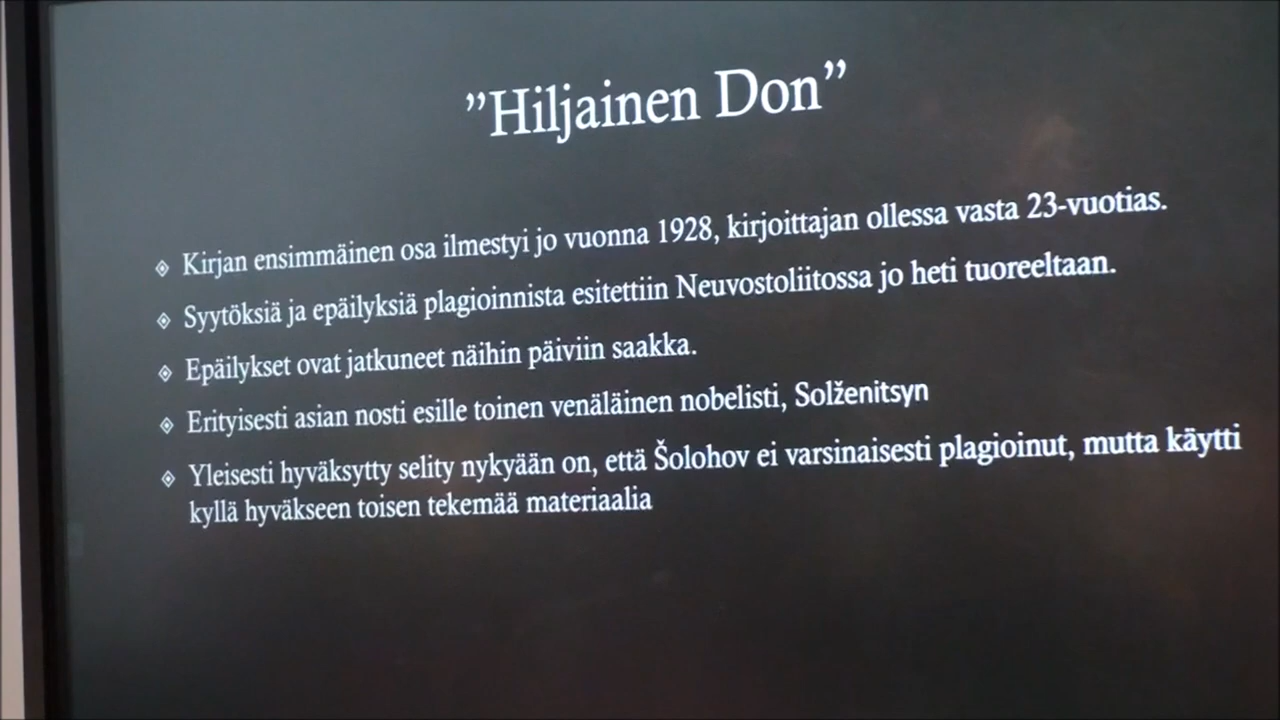 ”Hiljainen Don”
Kirjan ensimmäinen osa ilmestyi jo vuonna 1928, kirjoittajan ollessa vasta 23-vuotias.
Syytöksiä ja epäilyksiä plagioinnista esitettiin Neuvostoliitossa jo heti tuoreeltaan.
Epäilykset ovat jatkuneet näihin päiviin saakka.
Erityisesti asian nosti esille toinen venäläinen nobelisti, Solženitsyn
Yleisesti hyväksytty selity nykyään on, että Šolohov ei varsinaisesti plagioinut, mutta käytti
kyllä hyväkseen toisen tekemää materiaalia